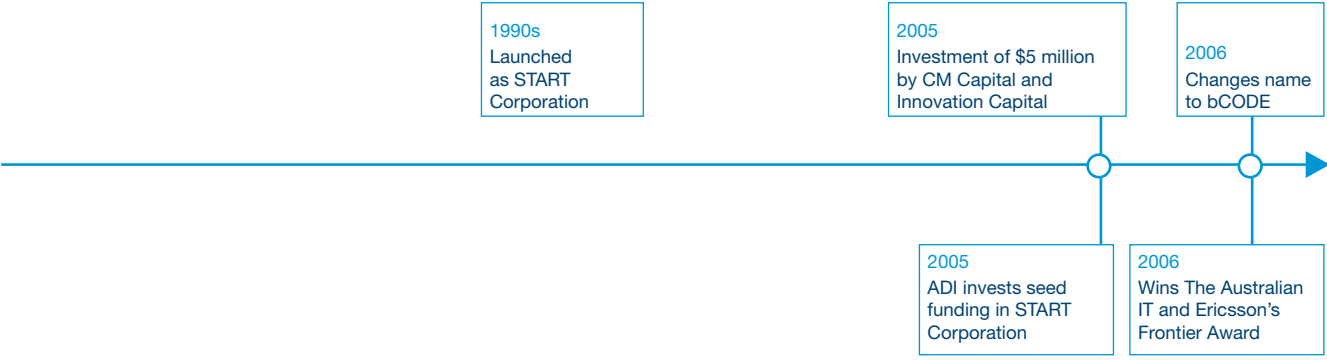 1990s
Launched
as START
Corporation
2005
Investment of $5 million
by CM Capital and
Innovation Capital
2006
Changes name
to bCODE
2005
ADI invests seed
funding in START
Corporation
2006
Wins The Australian
IT and Ericsson's
Frontier Award